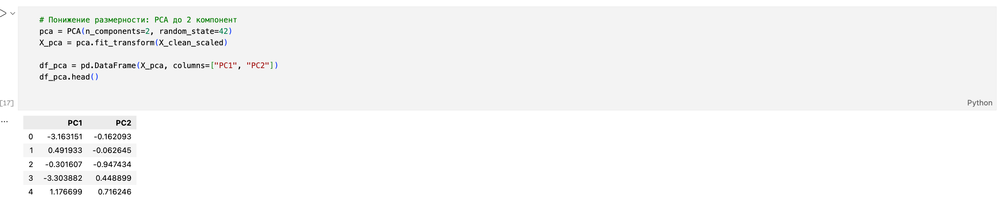 # Понижение размерности: PCA до 2 компонент
pca = PCA(n_components=2, random_state=42)
X_pca = pca.fit_transform(X_clean_scaled)
df_pca = pd.DataFrame(X_pca, columns=["PC1", "PC2"])
df_pca.head()
[17]
Python
...
PC1 PC2
0 -3.163151 -0.162093
1 0.491933 -0.062645
2 -0.301607 -0.947434
3 -3.303882 0.448899
4 1.176699 0.716246